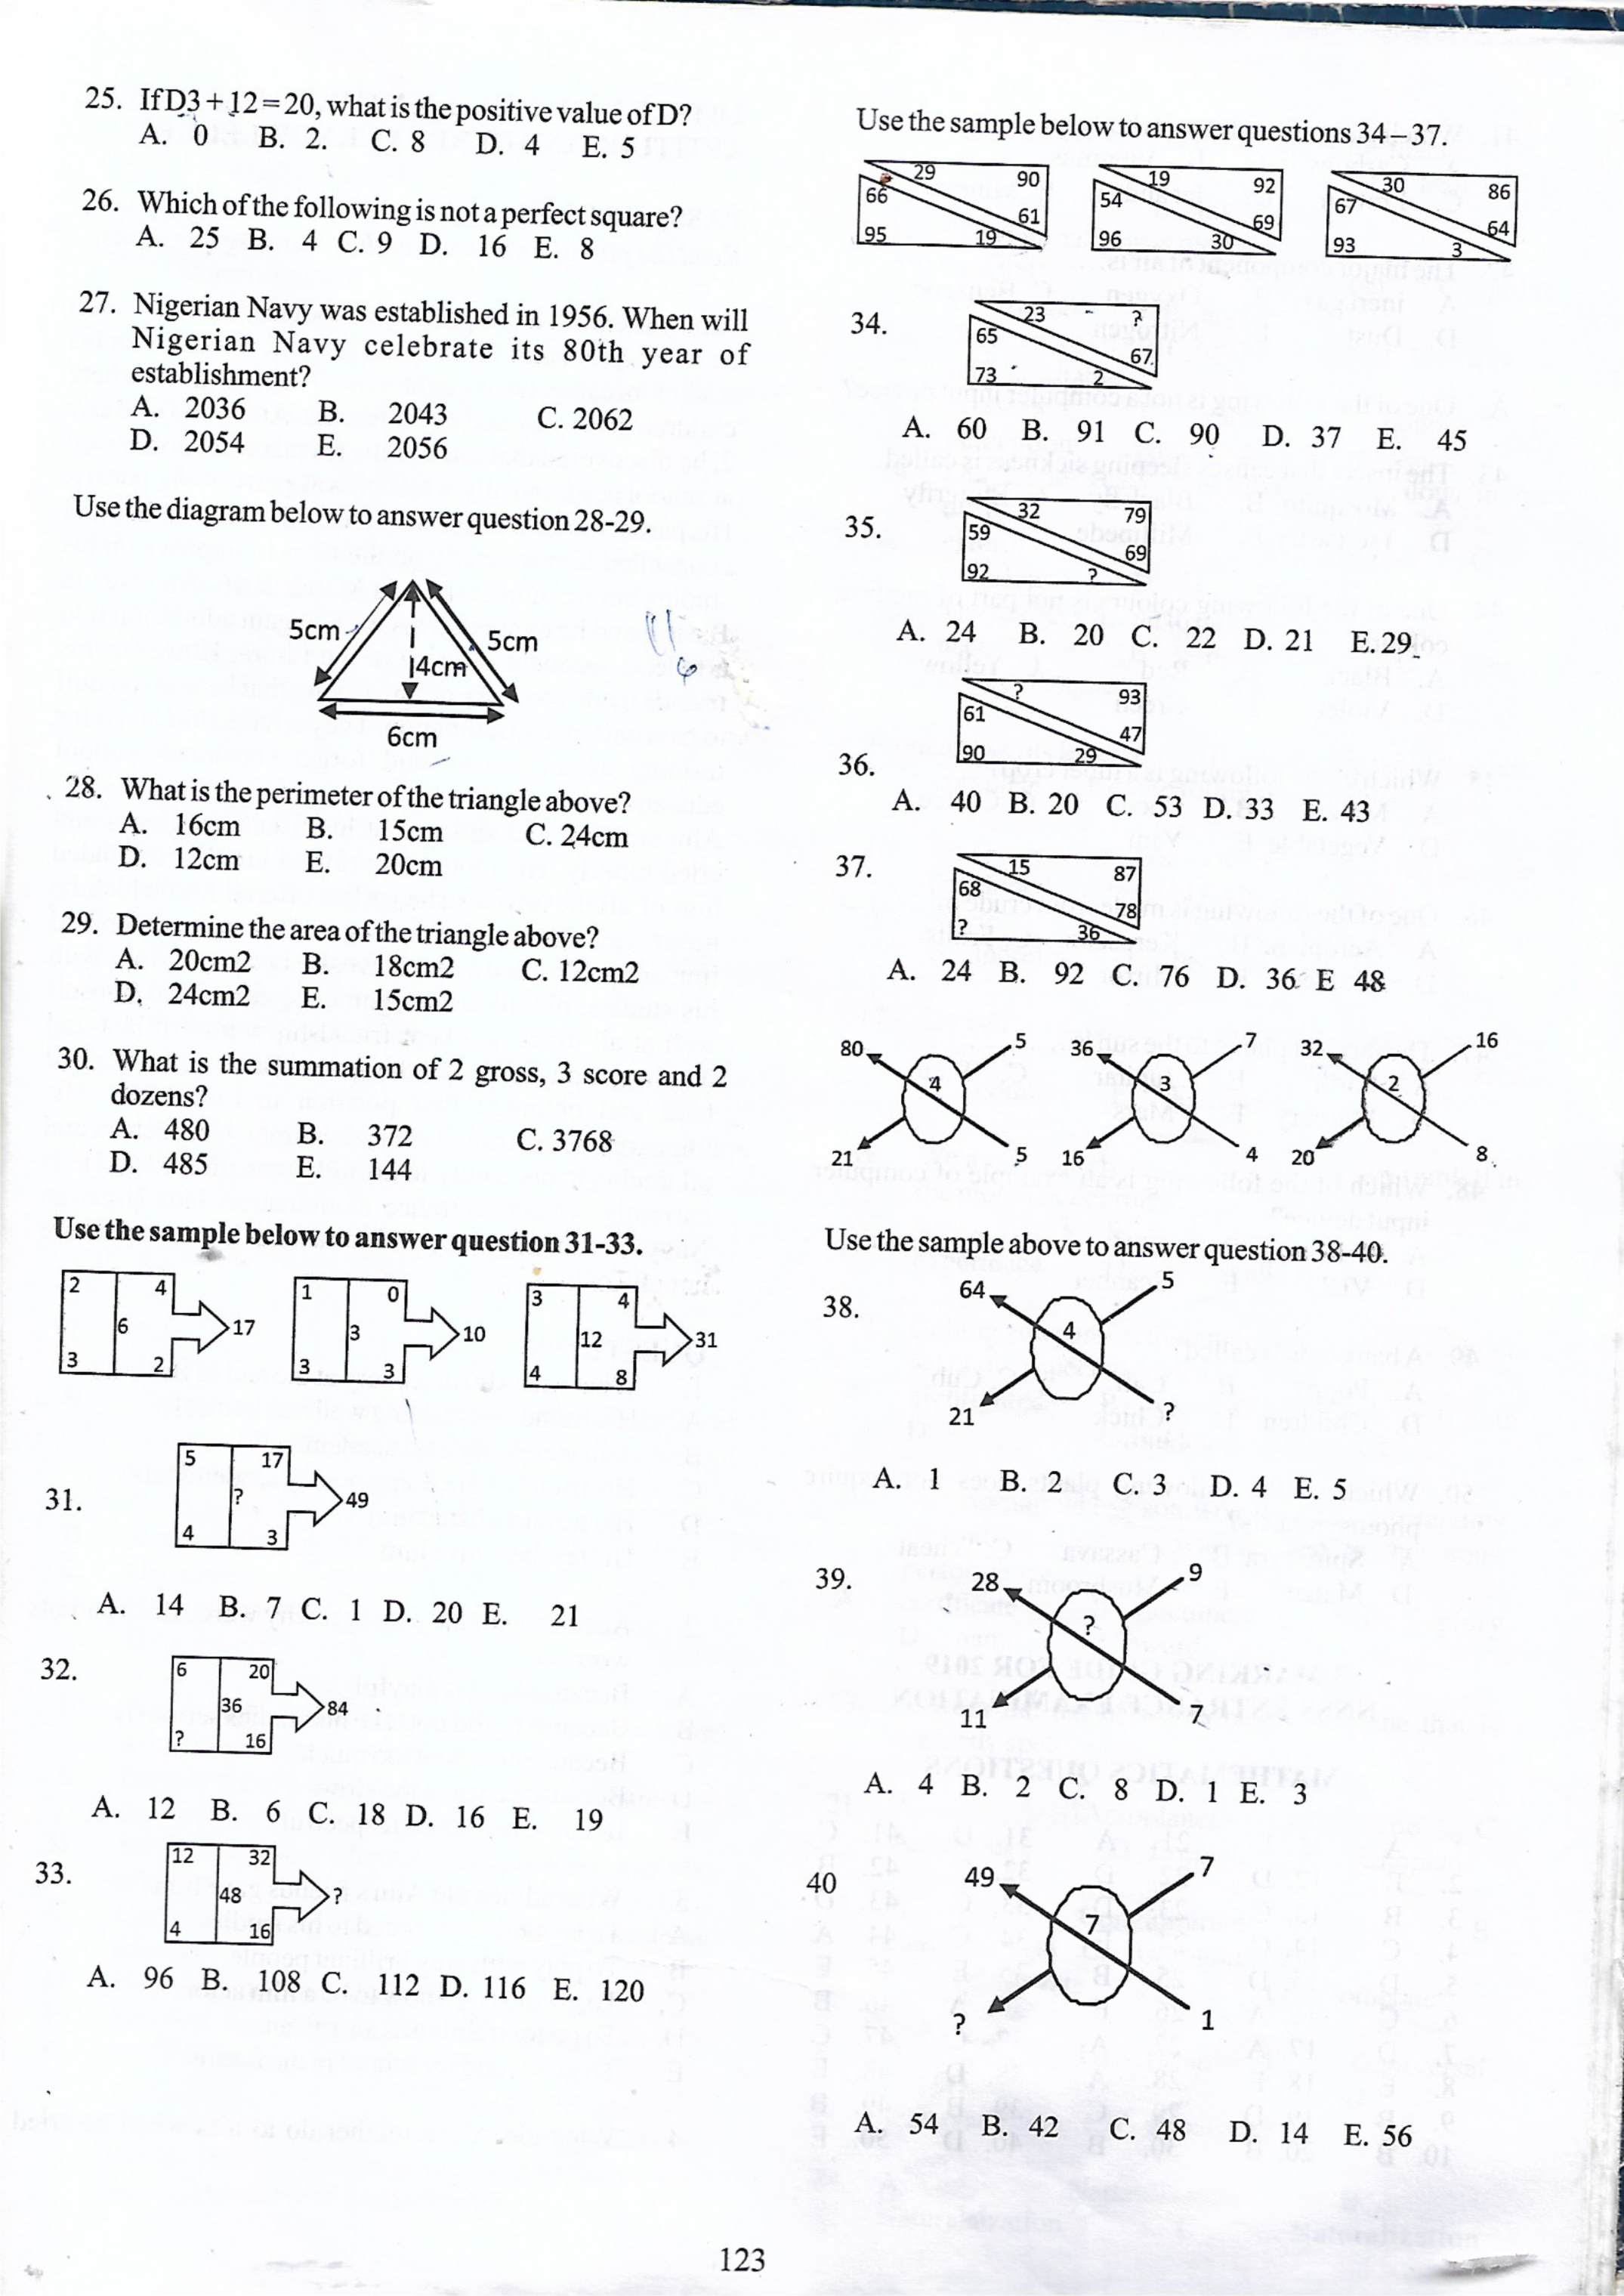 25. If D3 + 12 = 20, what is the positive value of D?
A. 0 B. 2. C. 8 D. 4 E. 5
26. Which of the following is not a perfect square?
A. 25 B. 4 C. 9 D. 16 E. 8
27. Nigerian Navy was established in 1956. When will
Nigerian Navy celebrate its 80th year of
establishment?
A. 2036 B. 2043 C. 2062
D. 2054 E. 2056
Use the diagram below to answer question 28-29.
5cm 5cm
14cm
6cm
28. What is the perimeter of the triangle above?
A. 16cm B. 15cm C. 24cm
D. 12cm E. 20cm
29. Determine the area of the triangle above?
A. 20cm2 B. 18cm2 C. 12cm2
D. 24cm2 E. 15cm2
30. What is the summation of 2 gross, 3 score and 2
dozens?
A. 480 B. 372 C. 3768
D. 485 E. 144
Use the sample below to answer question 31-33.
2 4 1 0 3 4
6 17 3 10 12 31
3 2 3 3 4 8
31.
5 17
? 49
4 3
A. 14 B. 7 C. 1 D. 20 E. 21
32.
6 20
36 84
? 16
A. 12 B. 6 C. 18 D. 16 E. 19
33.
12 32
48 ?
4 16
A. 96 B. 108 C. 112 D. 116 E. 120
Use the sample below to answer questions 34 – 37.
29 90 19 92 30 86
66 61 54 69 67 64
95 19 96 30 93 3
34.
23 ?
65 67
73 2
A. 60 B. 91 C. 90 D. 37 E. 45
35.
32 79
59 69
92 ?
A. 24 B. 20 C. 22 D. 21 E. 29
36.
? 93
61 47
90 29
A. 40 B. 20 C. 53 D. 33 E. 43
37.
15 87
68 78
? 36
A. 24 B. 92 C. 76 D. 36 E 48
80 5 36 7 32 16
4 3 2
21 5 16 4 20 8
Use the sample above to answer question 38-40.
38.
64 5
4
21 ?
A. 1 B. 2 C. 3 D. 4 E. 5
39.
28 9
?
11 7
A. 4 B. 2 C. 8 D. 1 E. 3
40
49 7
7
? 1
A. 54 B. 42 C. 48 D. 14 E. 56
123